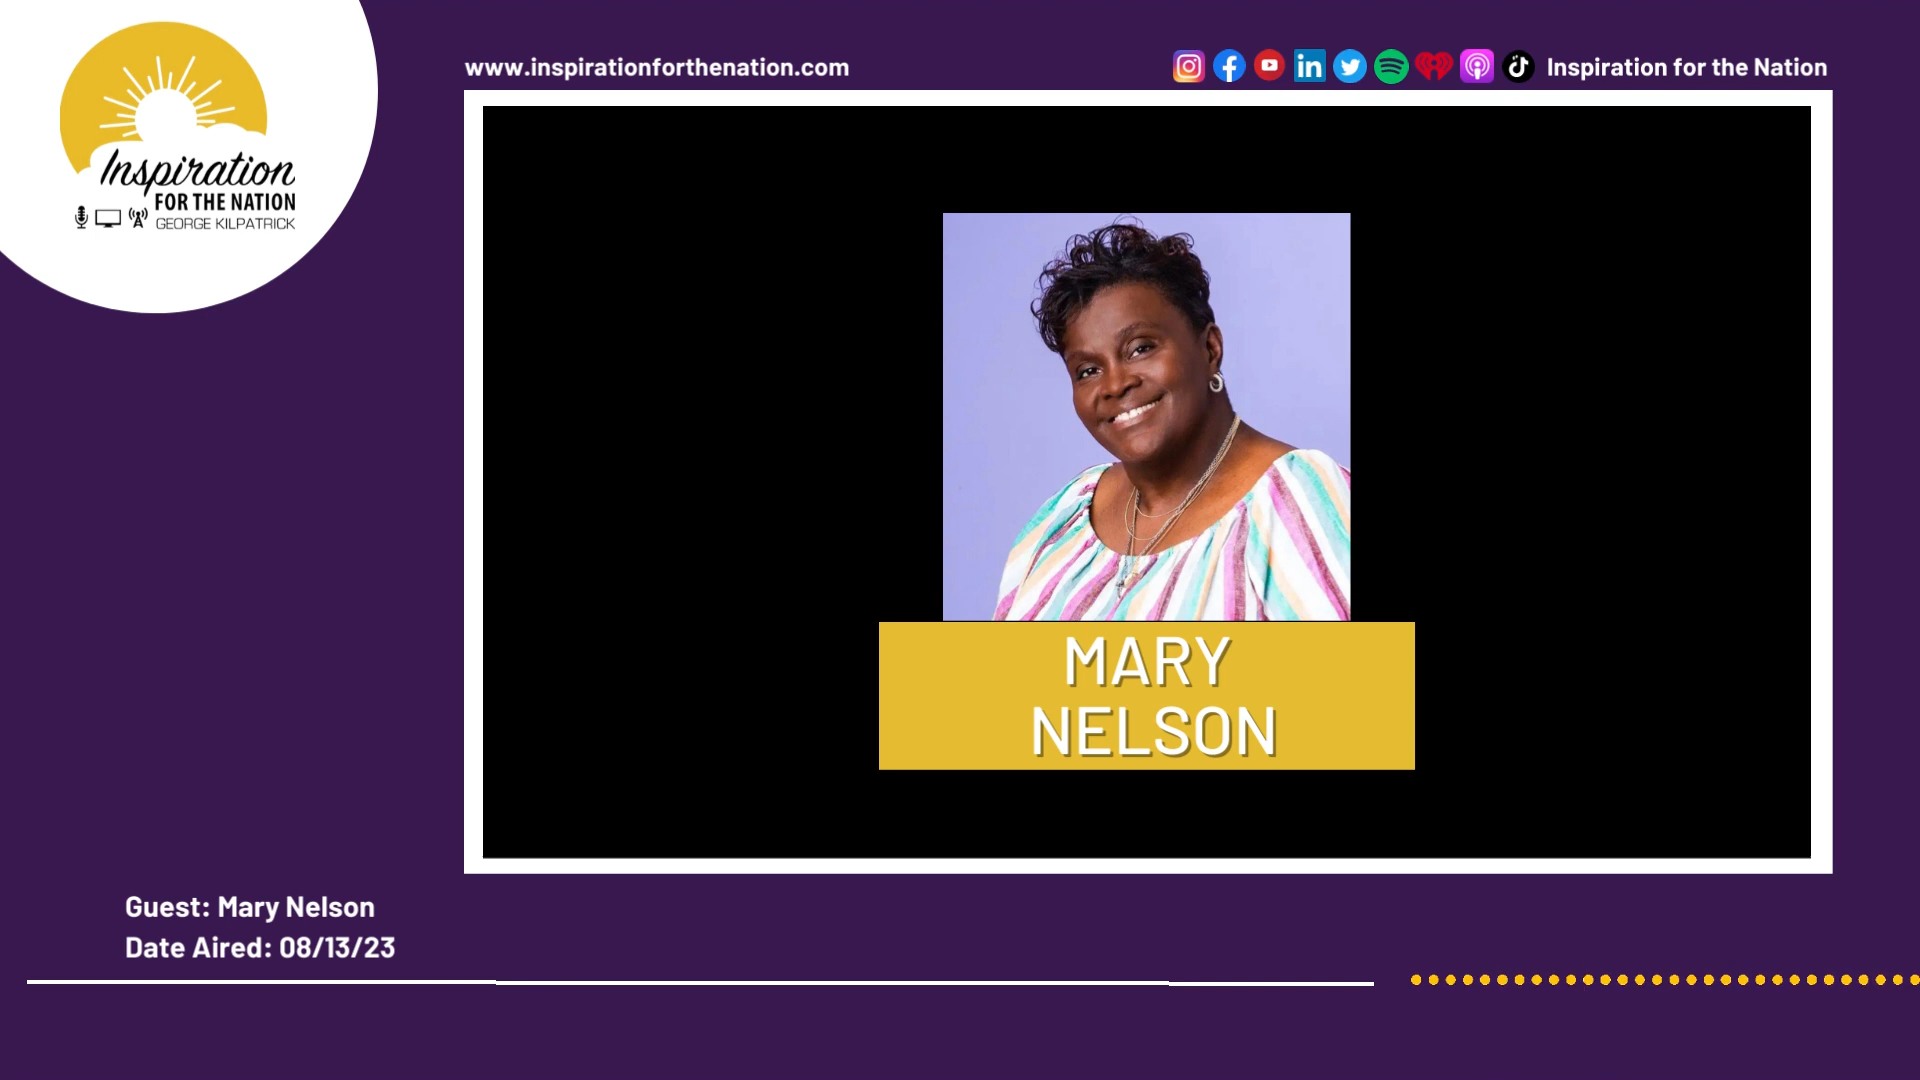 Inspiration
FOR THE NATION
GEORGE KILPATRICK
www.inspirationforthenation.com
in
Inspiration for the Nation
MARY
NELSON
Guest: Mary Nelson
Date Aired: 08/13/23